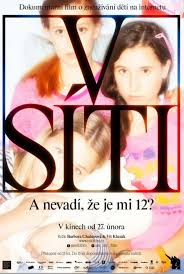 Dokumentární film o zneužívání dětí na internetu
V
SÍTI
A nevadí, že je mi 12?
V kinech od 27. února
Režie Barbora Chalupová & Vít Klusák